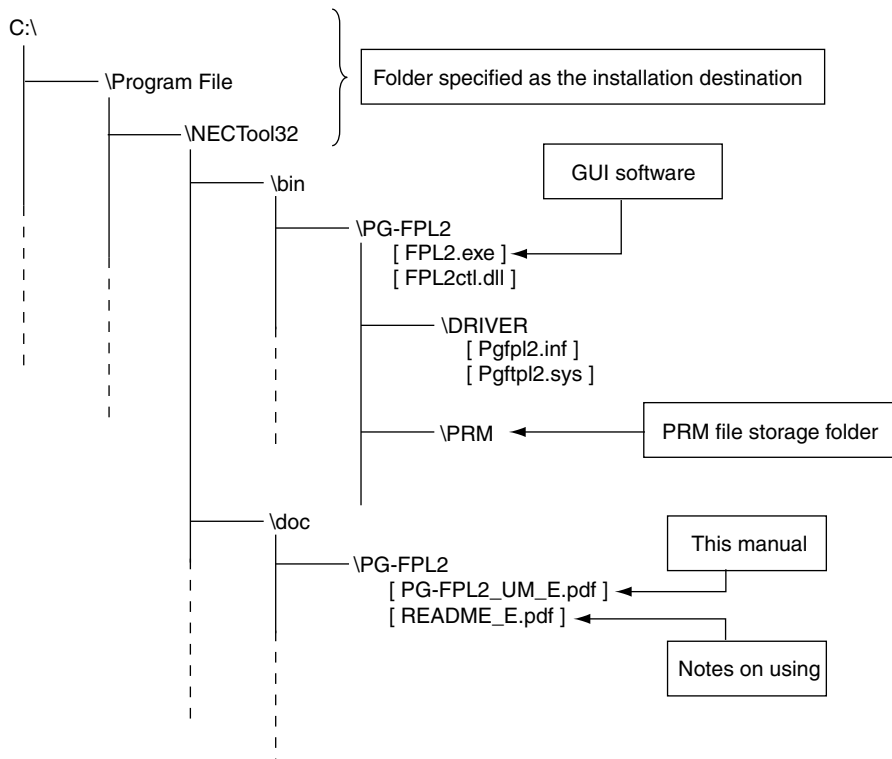 C:\
\Program File
Folder specified as the installation destination
\NECTool32
\bin
GUI software
\PG-FPL2
[ FPL2.exe ]
[ FPL2ctl.dll ]
\DRIVER
[ Pgfpl2.inf ]
[ Pgftpl2.sys ]
\PRM
PRM file storage folder
\doc
This manual
\PG-FPL2
[ PG-FPL2_UM_E.pdf ]
[ README_E.pdf ]
Notes on using